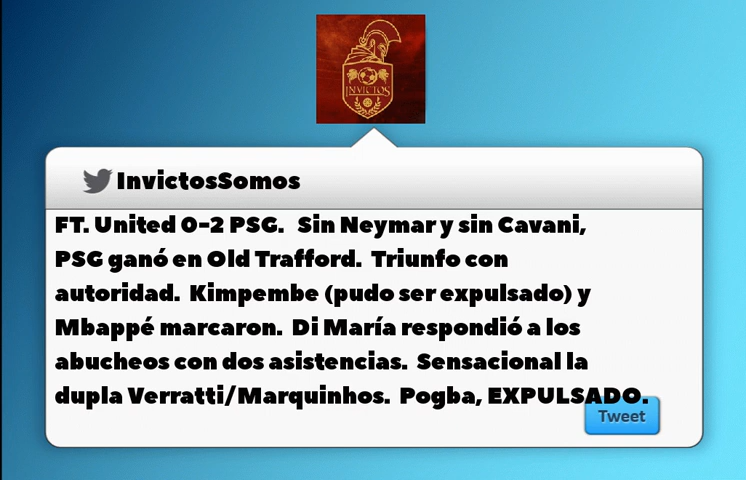 INVICTOS
InvictosSomos
FT. United 0-2 PSG. Sin Neymar y sin Cavani,
PSG ganó en Old Trafford. Triunfo con
autoridad. Kimpembe (pudo ser expulsado) y
Mbappé marcaron. Di María respondió a los
abucheos con dos asistencias. Sensacional la
dupla Verratti/Marquinhos. Pogba, EXPULSADO.
Tweet